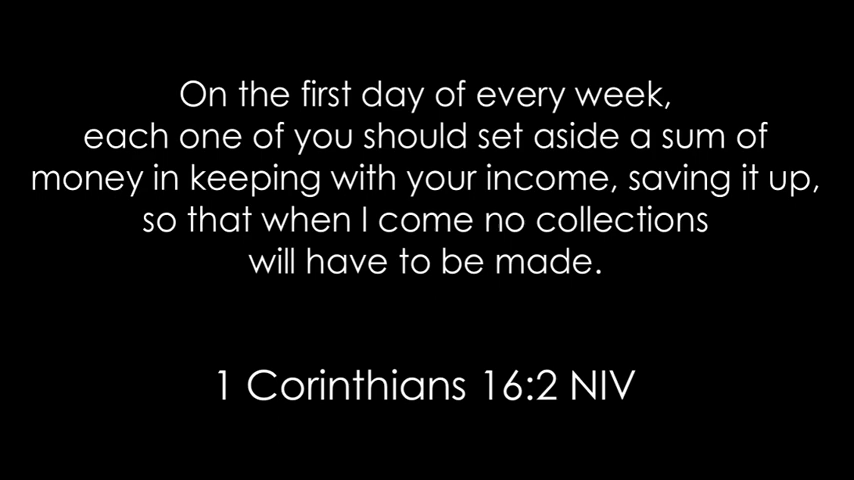 On the first day of every week,
each one of you should set aside a sum of
money in keeping with your income, saving it up,
so that when I come no collections
will have to be made.
1 Corinthians 16:2 NIV